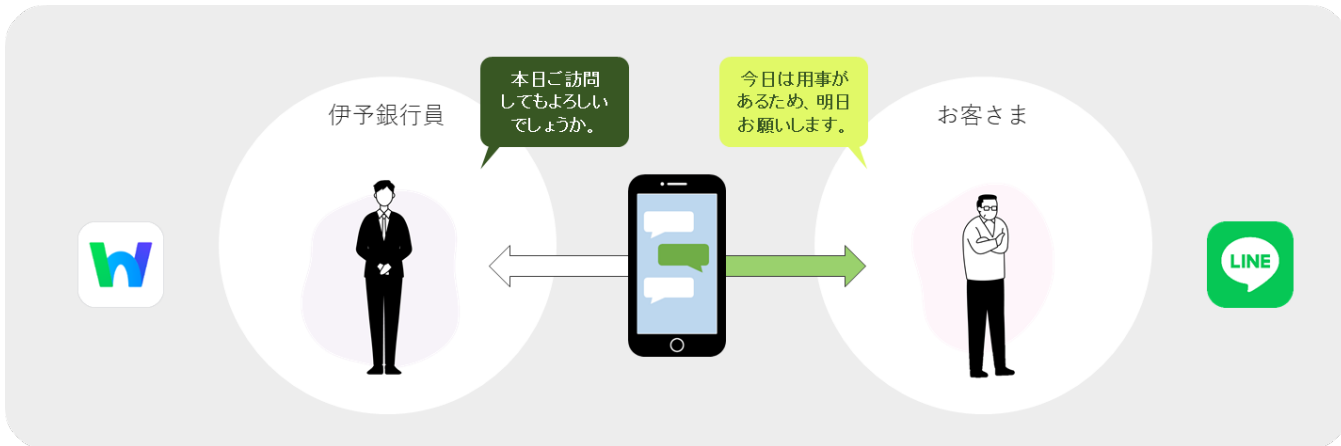 伊予銀行員
本日ご訪問
してもよろしい
でしょうか。
今日は用事が
あるため、明日
お願いします。
お客さま
LINE